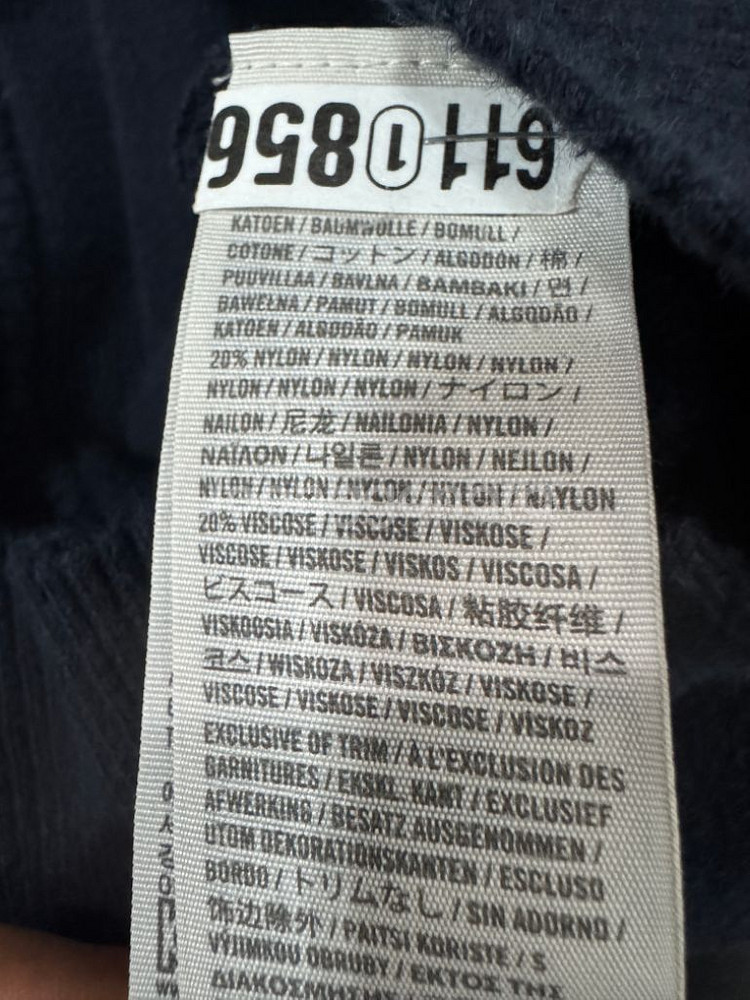 KATOEN / BAUMWOLLE / BOMULL /
COTONE / コットン / ALGODÓN / 棉 /
PUUVILLAA / BAVLNA / ΒΑΜΒΑΚΙ / 면 /
BAWEŁNA / PAMUT / BOMULL / ALGODÃO /
KATOEN / ALGODÃO / PAMUK
20% NYLON / NYLON / NYLON / NYLON /
NYLON / NYLON / NYLON / ナイロン /
NAILON / 尼龙 / NAILONIA / NYLON /
ΝΑΪΛΟΝ / 나일론 / NYLON / NEJLON /
NYLON / NYLON / NYLON / NYLON / NAYLON
20% VISCOSE / VISCOSE / VISKOSE /
VISCOSE / VISKOSE / VISKOS / VISCOSA /
ビスコース / VISCOSA / 粘胶纤维 /
VISKOOSIA / VISKÓZA / ΒΙΣΚΟΖΗ / 비스
코스 / WISKOZA / VISZKÓZ / VISKOSE /
VISCOSE / VISKOSE / VISCOSE / VISKOZ
EXCLUSIVE OF TRIM / À L'EXCLUSION DES
GARNITURES / EKSKL. KANT / EXCLUSIEF
AFWERKING / BESATZ AUSGENOMMEN /
UTOM DEKORATIONSKANTEN / ESCLUSO
BORDO / トリムなし / SIN ADORNO /
饰边除外 / PAITSI KORISTE / S
VÝJIMKOU OBRUBY / ΕΚΤΟΣ ΤΗΣ